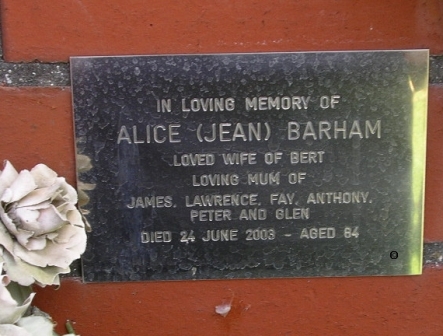 IN LOVING MEMORY OF
ALICE (JEAN) BARHAM
LOVED WIFE OF BERT
LOVING MUM OF
JAMES, LAWRENCE, FAY, ANTHONY,
PETER AND GLEN
DIED 24 JUNE 2003 - AGED 84